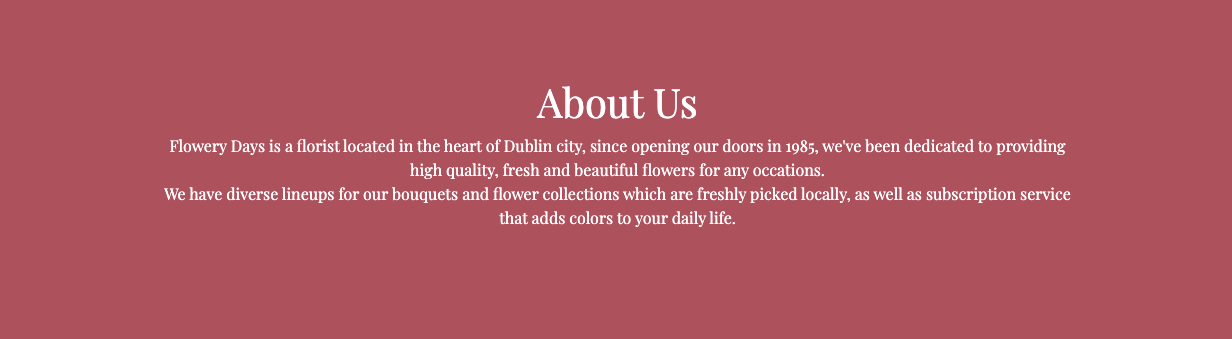 About Us
Flowery Days is a florist located in the heart of Dublin city, since opening our doors in 1985, we've been dedicated to providing
high quality, fresh and beautiful flowers for any occations.
We have diverse lineups for our bouquets and flower collections which are freshly picked locally, as well as subscription service
that adds colors to your daily life.